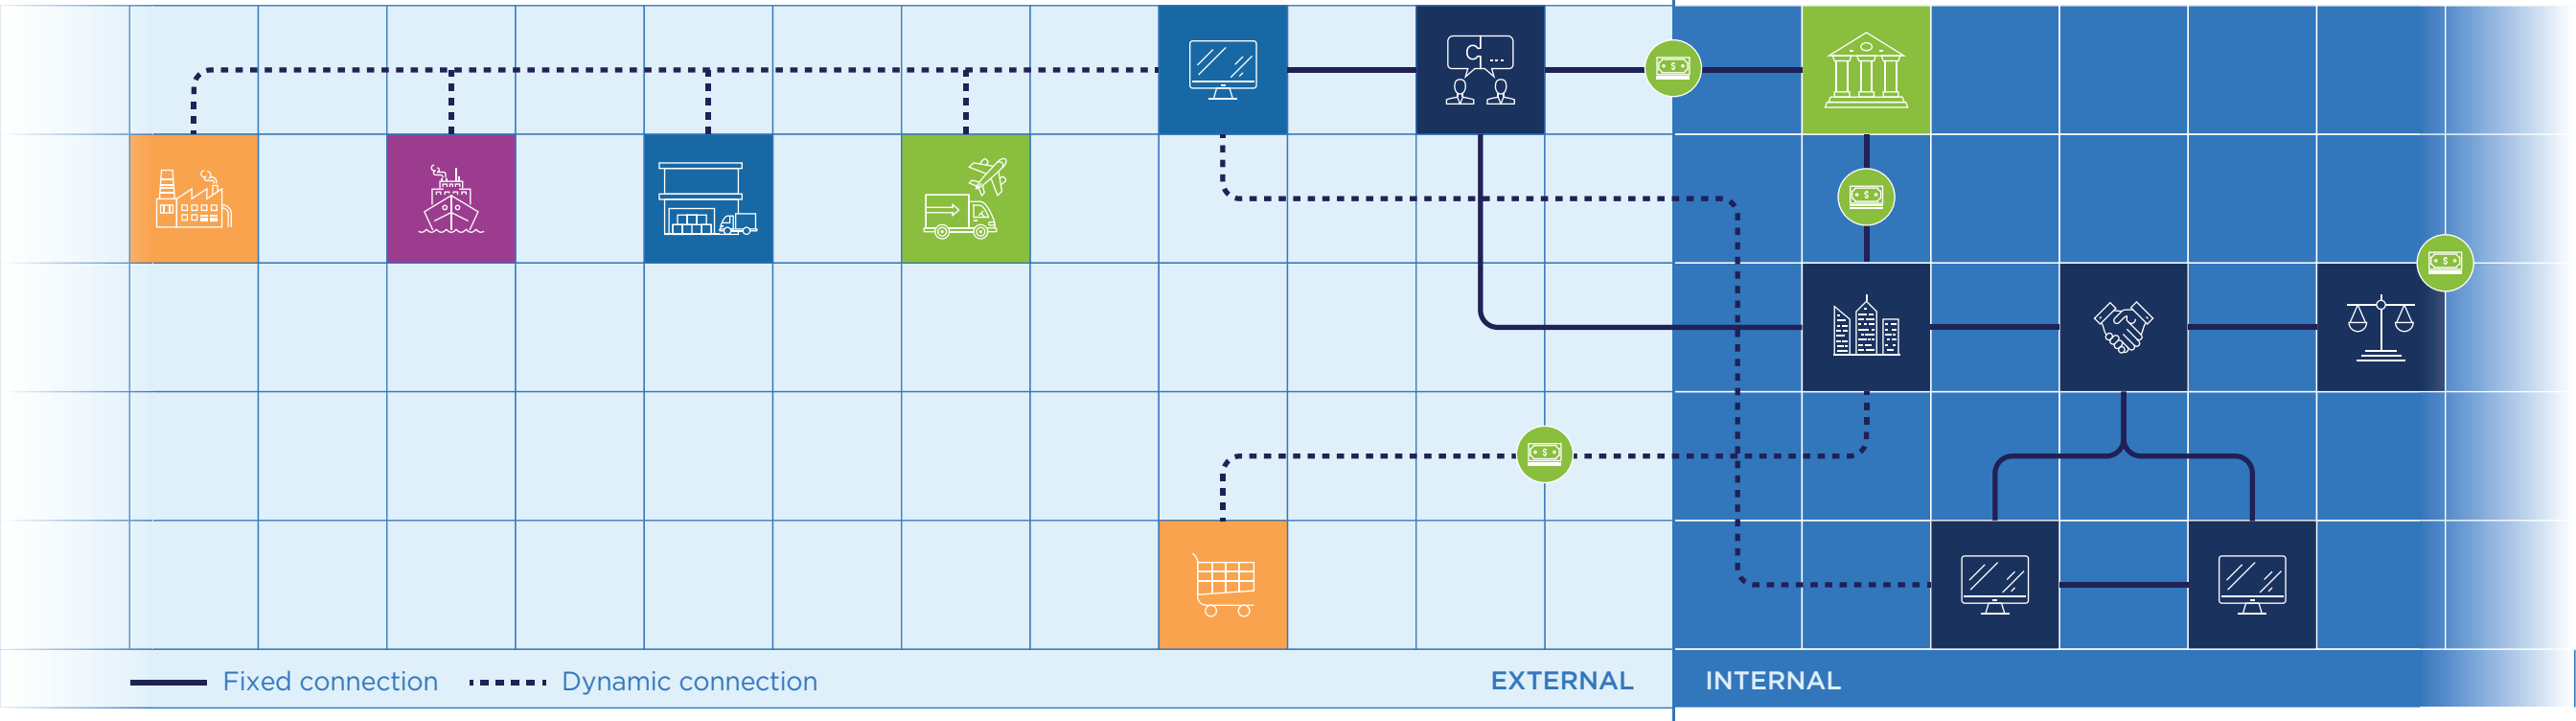 Fixed connection
Dynamic connection
EXTERNAL
INTERNAL